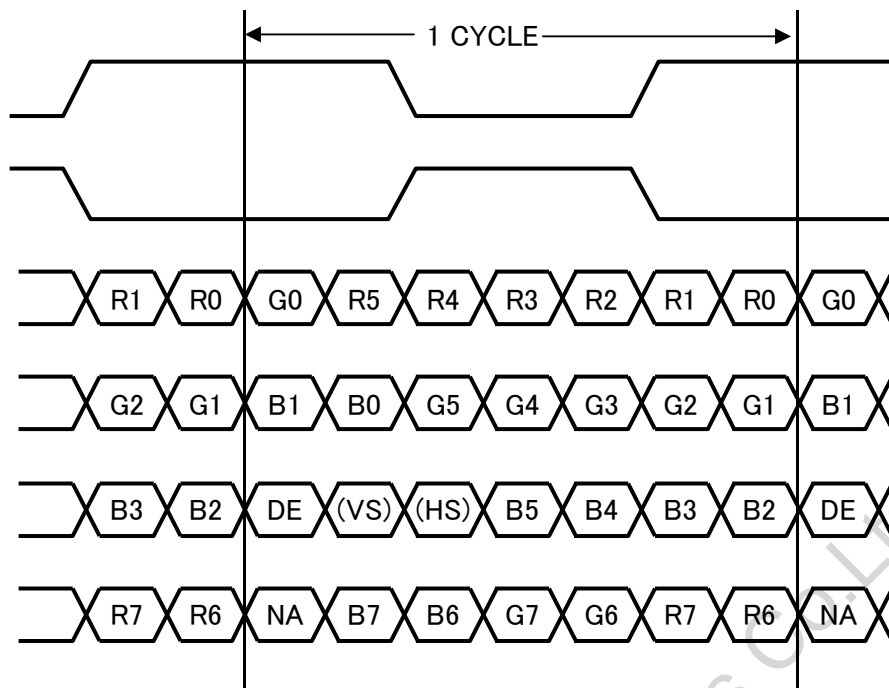 1 CYCLE
R1 R0 G0 R5 R4 R3 R2 R1 R0 G0
G2 G1 B1 B0 G5 G4 G3 G2 G1 B1
B3 B2 DE (VS) (HS) B5 B4 B3 B2 DE
R7 R6 NA B7 B6 G7 G6 R7 R6 NA